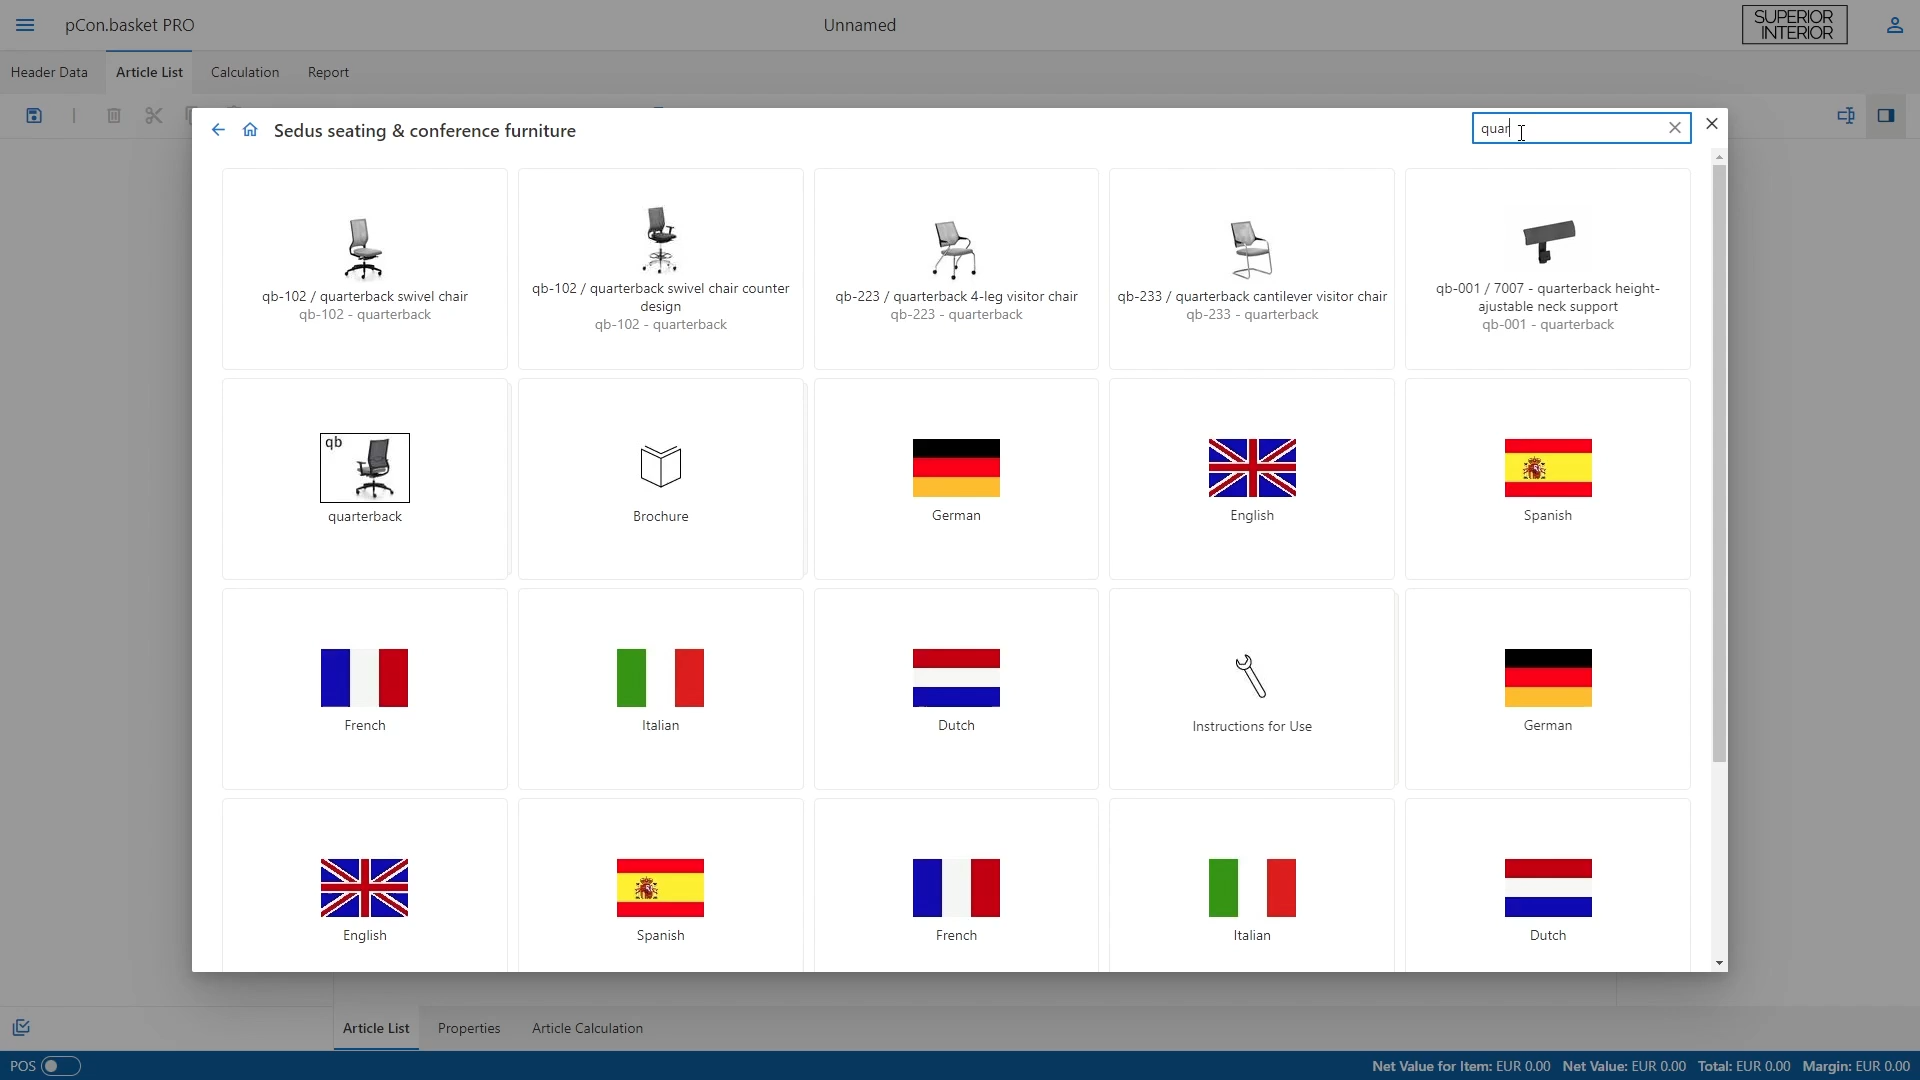 pCon.basket PRO
Unnamed
SUPERIOR
INTERIOR
Header Data
Article List
Calculation
Report
Sedus seating & conference furniture
quar
qb-102 / quarterback swivel chair
qb-102 - quarterback
qb-102 / quarterback swivel chair counter
design
qb-102 - quarterback
qb-223 / quarterback 4-leg visitor chair
qb-223 - quarterback
qb-233 / quarterback cantilever visitor chair
qb-233 - quarterback
qb-001 / 7007 - quarterback height-
ajustable neck support
qb-001 - quarterback
qb
quarterback
Brochure
German
English
Spanish
French
Italian
Dutch
Instructions for Use
German
English
Spanish
French
Italian
Dutch
Article List
Properties
Article Calculation
POS
Net Value for Item: EUR 0.00
Net Value: EUR 0.00
Total: EUR 0.00
Margin: EUR 0.00